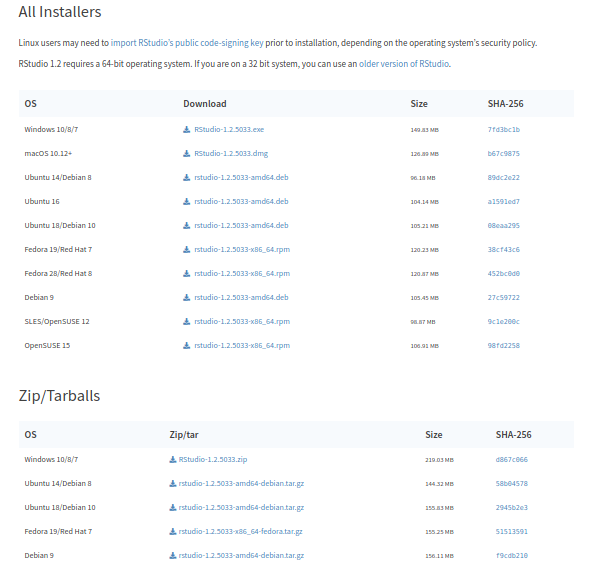 All Installers
Linux users may need to import RStudio's public code-signing key prior to installation, depending on the operating system's security policy.
RStudio 1.2 requires a 64-bit operating system. If you are on a 32 bit system, you can use an older version of RStudio.
OS Download Size SHA-256
Windows 10/8/7 RStudio-1.2.5033.exe 149.83 MB 7fd3bc1b
macOS 10.12+ RStudio-1.2.5033.dmg 126.89 MB b67c9875
Ubuntu 14/Debian 8 rstudio-1.2.5033-amd64.deb 96.18 MB 89dc2e22
Ubuntu 16 rstudio-1.2.5033-amd64.deb 104.14 MB a1591ed7
Ubuntu 18/Debian 10 rstudio-1.2.5033-amd64.deb 105.21 MB 08eaa295
Fedora 19/Red Hat 7 rstudio-1.2.5033-x86_64.rpm 120.23 MB 38cf43c6
Fedora 28/Red Hat 8 rstudio-1.2.5033-x86_64.rpm 120.87 MB 452bc0d0
Debian 9 rstudio-1.2.5033-amd64.deb 105.45 MB 27c59722
SLES/OpenSUSE 12 rstudio-1.2.5033-x86_64.rpm 98.87 MB 9c1e200c
OpenSUSE 15 rstudio-1.2.5033-x86_64.rpm 106.91 MB 98fd2258
Zip/Tarballs
OS Zip/tar Size SHA-256
Windows 10/8/7 RStudio-1.2.5033.zip 219.03 MB d867c066
Ubuntu 14/Debian 8 rstudio-1.2.5033-amd64-debian.tar.gz 144.32 MB 58b04578
Ubuntu 18/Debian 10 rstudio-1.2.5033-amd64-debian.tar.gz 155.83 MB 2945b2e3
Fedora 19/Red Hat 7 rstudio-1.2.5033-x86_64-fedora.tar.gz 155.25 MB 51513591
Debian 9 rstudio-1.2.5033-amd64-debian.tar.gz 156.11 MB f9cdb210